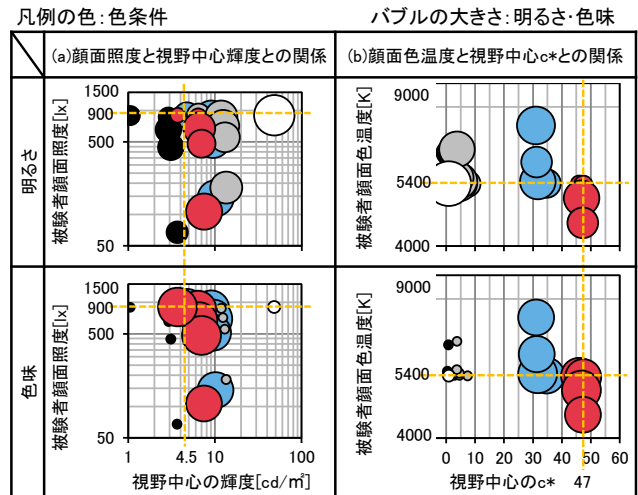 凡例の色：色条件
バブルの大きさ：明るさ・色味
(a)顔面照度と視野中心輝度との関係
(b)顔面色温度と視野中心c*との関係
明るさ
被験者顔面照度[lx]
1500
900
500
50
被験者顔面色温度[K]
9000
5400
4000
色味
被験者顔面照度[lx]
1500
900
500
50
1
4.5
10
100
視野中心の輝度[cd/㎡]
被験者顔面色温度[K]
9000
5400
4000
0 10 20 30 40 50 60
視野中心のc* 47